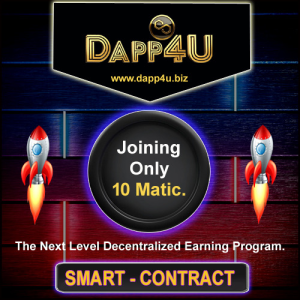 DAPP4U
www.dapp4u.biz
Joining
Only
10 Matic.
The Next Level Decentralized Earning Program.
SMART - CONTRACT